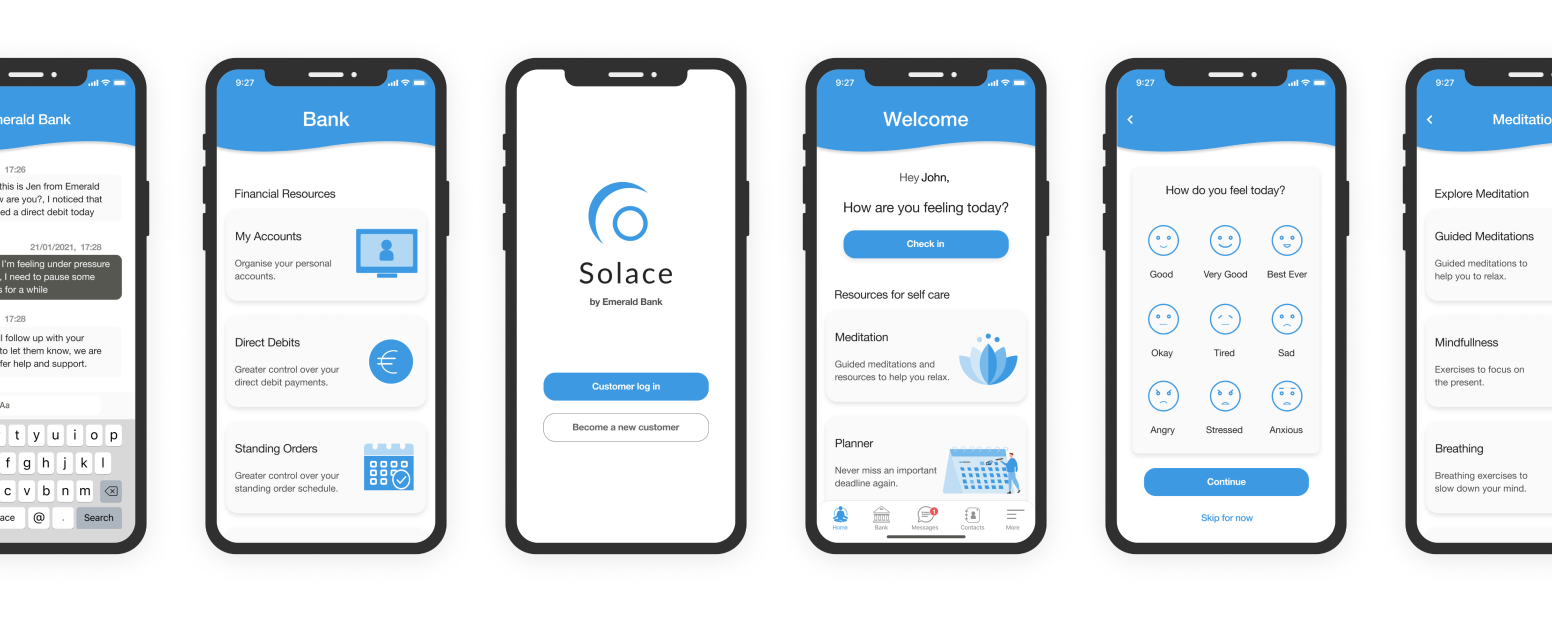 erald Bank
17:26
this is Jen from Emerald
are you?, I noticed that
ed a direct debit today
21/01/2021, 17:28
I'm feeling under pressure
, I need to pause some
s for a while
17:28
I follow up with your
to let them know, we are
fer help and support.
Aa
t y u i o p
f g h j k l
c v b n m
ace @ . Search
9:27
Bank
Financial Resources
My Accounts
Organise your personal
accounts.
Direct Debits
Greater control over your
direct debit payments.
€
Standing Orders
Greater control over your
standing order schedule.
Solace
by Emerald Bank
Customer log in
Become a new customer
9:27
Welcome
Hey John,
How are you feeling today?
Check in
Resources for self care
Meditation
Guided meditations and
resources to help you relax.
Planner
Never miss an important
deadline again.
1
Home Bank Messages Contacts More
9:27
How do you feel today?
Good Very Good Best Ever
Okay Tired Sad
Angry Stressed Anxious
Continue
Skip for now
9:27
Meditatio
Explore Meditation
Guided Meditations
Guided meditations to
help you to relax.
Mindfullness
Exercises to focus on
the present.
Breathing
Breathing exercises to
slow down your mind.